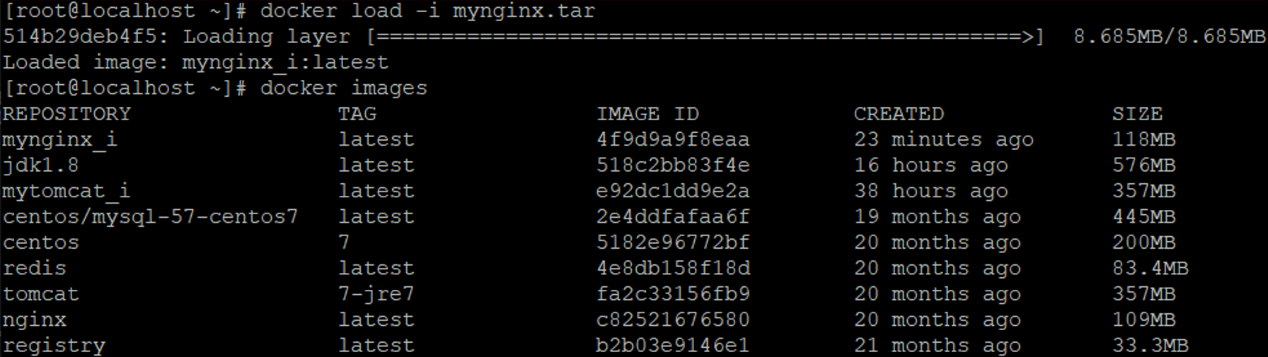 [root@localhost ~]# docker load -i mynginx.tar
514b29deb4f5: Loading layer [==================================================>]  8.685MB/8.685MB
Loaded image: mynginx_i:latest
[root@localhost ~]# docker images
REPOSITORY                TAG                 IMAGE ID            CREATED             SIZE
mynginx_i                 latest              4f9d9a9f8eaa        23 minutes ago      118MB
jdk1.8                    latest              518c2bb83f4e        16 hours ago        576MB
mytomcat_i                latest              e92dc1dd9e2a        38 hours ago        357MB
centos/mysql-57-centos7   latest              2e4ddfafaa6f        19 months ago       445MB
centos                    7                   5182e96772bf        20 months ago       200MB
redis                     latest              4e8db158f18d        20 months ago       83.4MB
tomcat                    7-jre7              fa2c33156fb9        20 months ago       357MB
nginx                     latest              c82521676580        20 months ago       109MB
registry                  latest              b2b03e9146e1        21 months ago       33.3MB